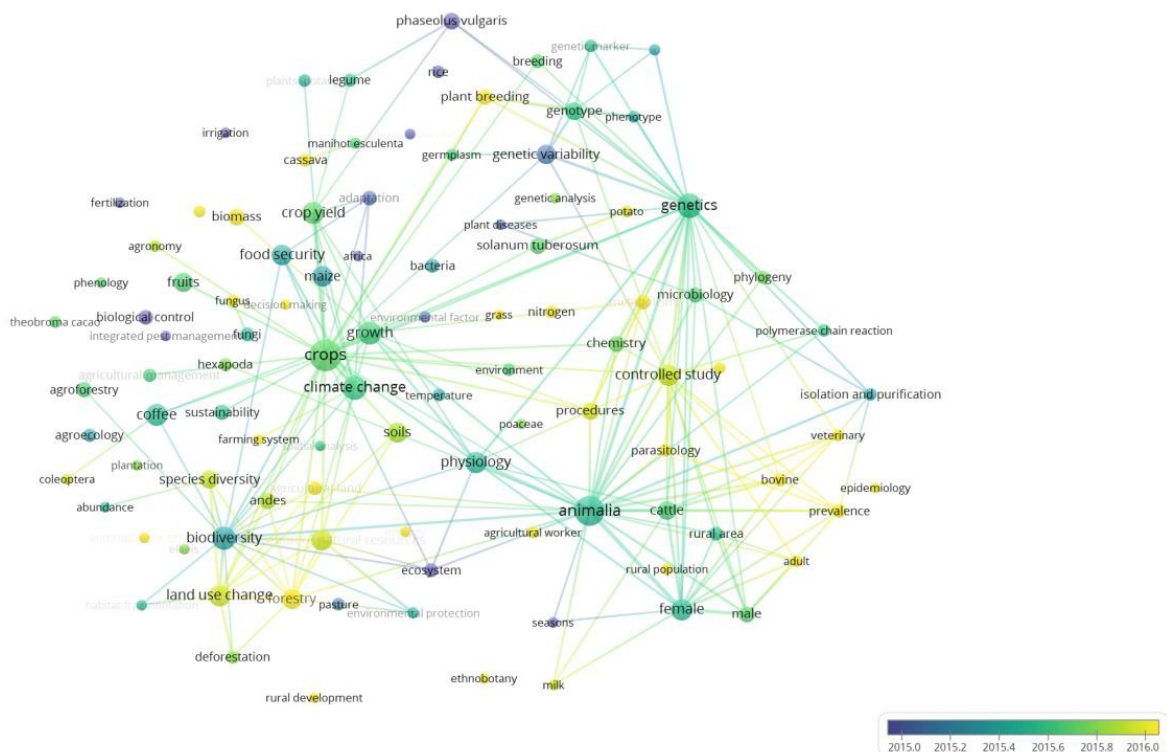 phaseolus vulgaris
genetic marker
breeding
rice
legume
plant breeding
genotype
phenotype
irrigation
manihot esculenta
cassava
germplasm
genetic variability
adaptation
genetic analysis
fertilization
biomass
crop yield
potato
genetics
plant diseases
agronomy
food security
africa
solanum tuberosum
maize
bacteria
phenology
fruits
phylogeny
microbiology
fungus
decision making
theobroma cacao
biological control
environmental factor
grass
nitrogen
integrated pest management
fungi
growth
polymerase chain reaction
chemistry
crops
hexapoda
agricultural management
environment
controlled study
agroforestry
climate change
temperature
isolation and purification
coffee
sustainability
procedures
poaceae
agroecology
farming system
soils
veterinary
plantation
parasitology
physiology
coleoptera
species diversity
agricultural land
bovine
epidemiology
abundance
andes
animalia
cattle
prevalence
biodiversity
natural resources
agricultural worker
rural area
adult
ecosystem
rural population
land use change
forestry
pasture
habitat fragmentation
environmental protection
female
male
seasons
deforestation
ethnobotany
milk
rural development
2015.0 2015.2 2015.4 2015.6 2015.8 2016.0